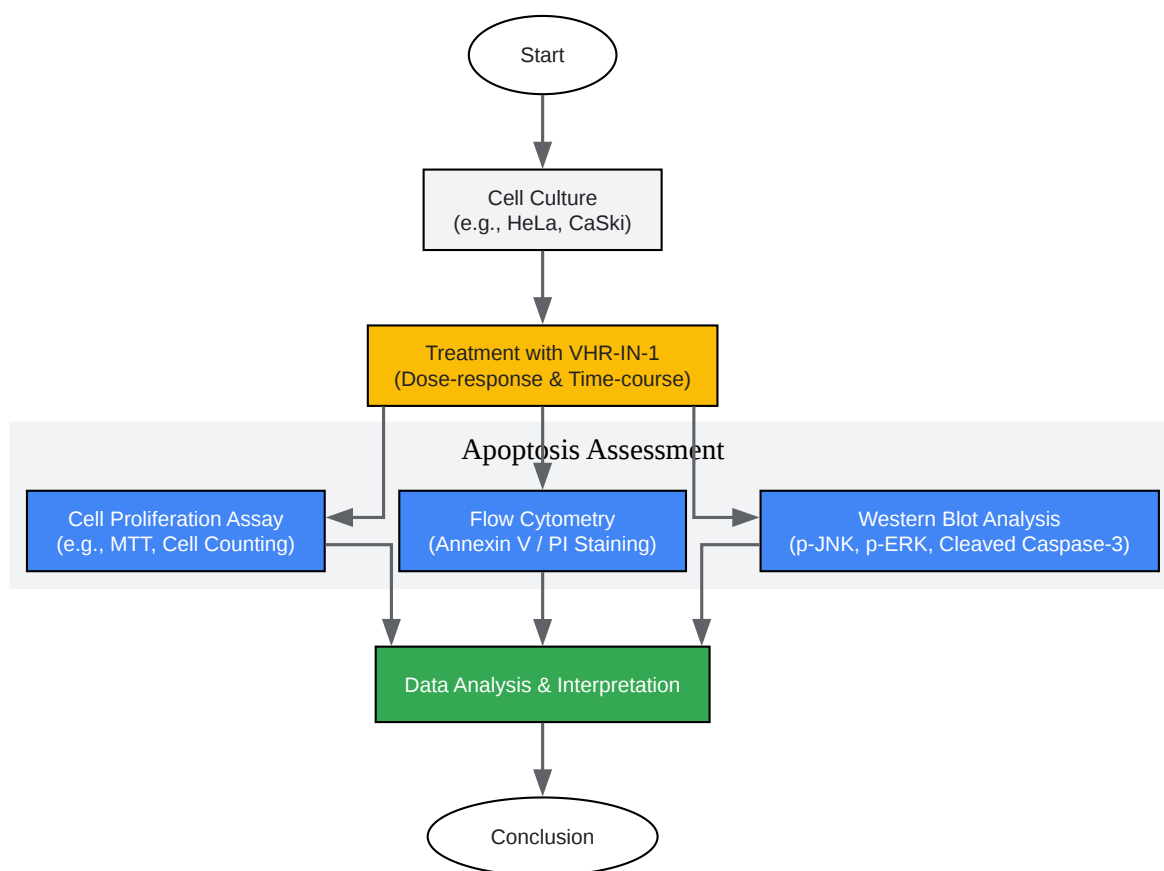 Start
Cell Culture
(e.g., HeLa, CaSki)
Treatment with VHR-IN-1
(Dose-response & Time-course)
Apoptosis Assessment
Cell Proliferation Assay
(e.g., MTT, Cell Counting)
Flow Cytometry
(Annexin V / PI Staining)
Western Blot Analysis
(p-JNK, p-ERK, Cleaved Caspase-3)
Data Analysis & Interpretation
Conclusion